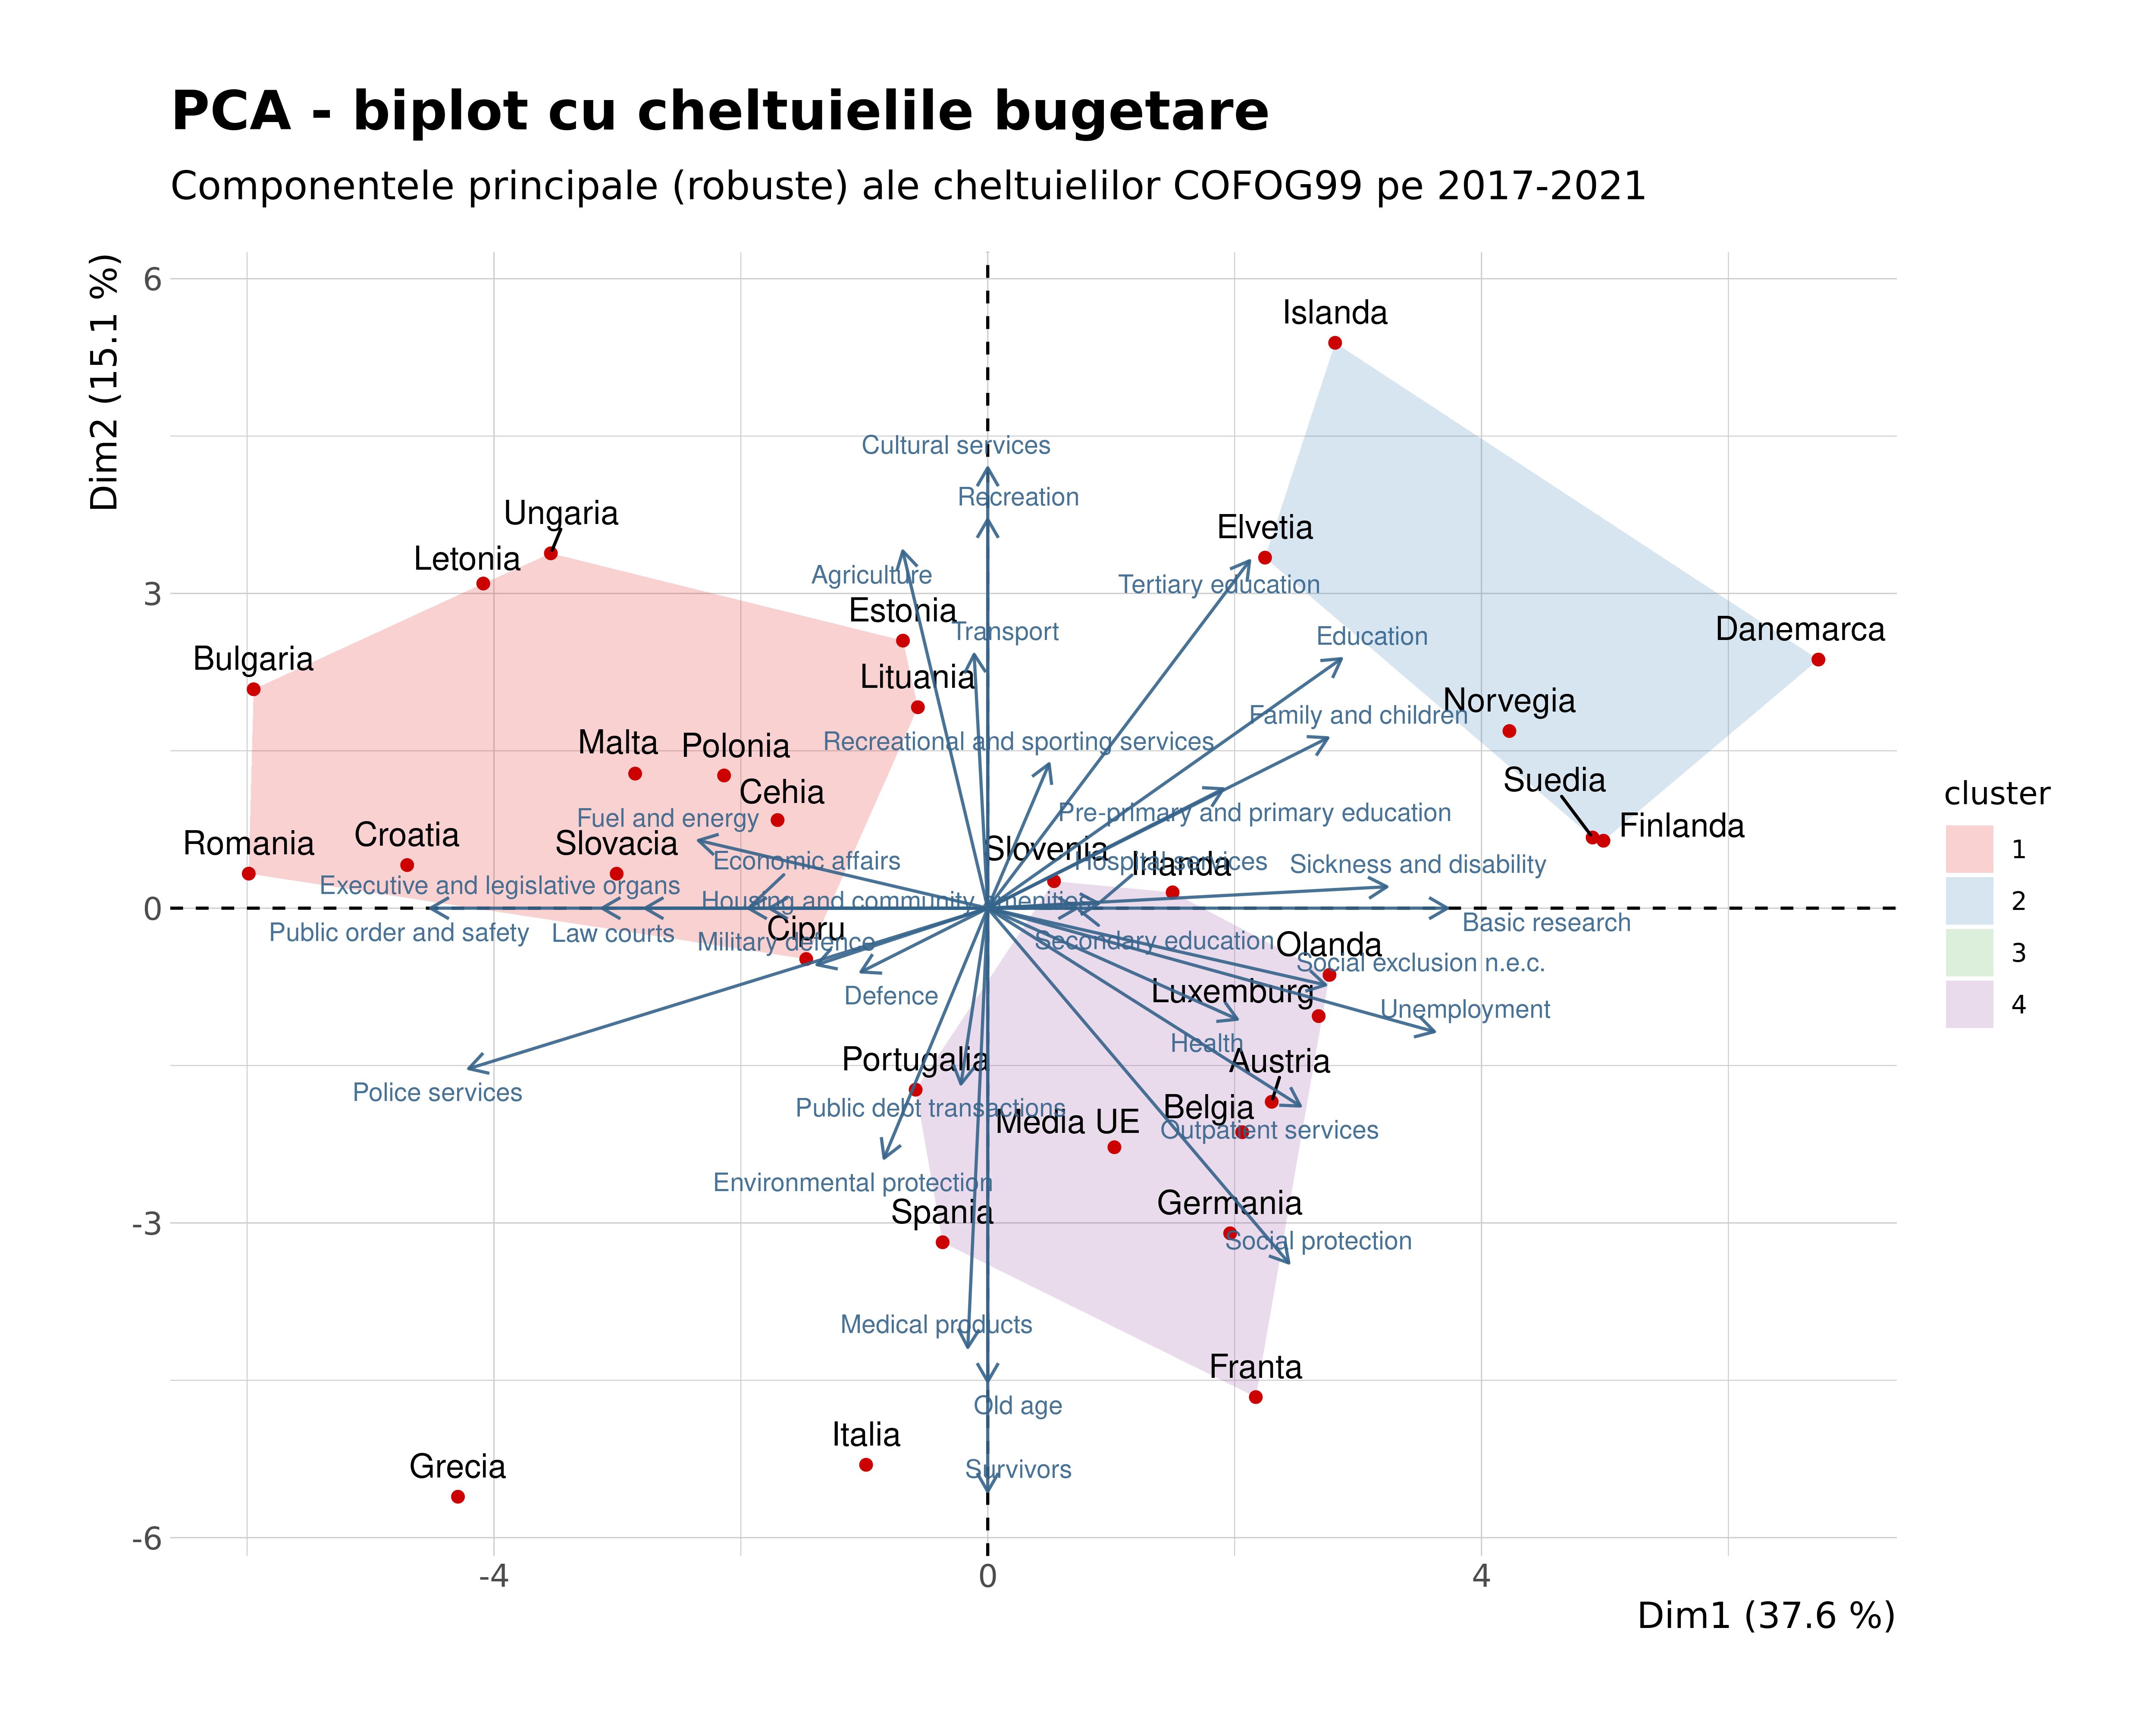 PCA - biplot cu cheltuielile bugetare
Componentele principale (robuste) ale cheltuielilor COFOG99 pe 2017-2021
Dim2 (15.1 %)
6
3
0
-3
-6
Islanda
Cultural services
Recreation
Ungaria
Elvetia
Letonia
Agriculture
Tertiary education
Estonia
Transport
Education
Danemarca
Bulgaria
Lituania
Norvegia
Family and children
Malta
Polonia
Recreational and sporting services
Cehia
Suedia
Fuel and energy
Pre-primary and primary education
Finlanda
Romania
Croatia
Slovacia
Slovenia
Economic affairs
Hospital services
Irlanda
Sickness and disability
Executive and legislative organs
Housing and community amenities
Basic research
Public order and safety
Law courts
Cipru
Military defence
Secondary education
Olanda
Social exclusion n.e.c.
Defence
Luxemburg
Unemployment
Health
Portugalia
Austria
Police services
Public debt transactions
Media UE
Belgia
Outpatient services
Environmental protection
Spania
Germania
Social protection
Medical products
Franta
Old age
Italia
Grecia
Survivors
-4
0
4
Dim1 (37.6 %)
cluster
1
2
3
4